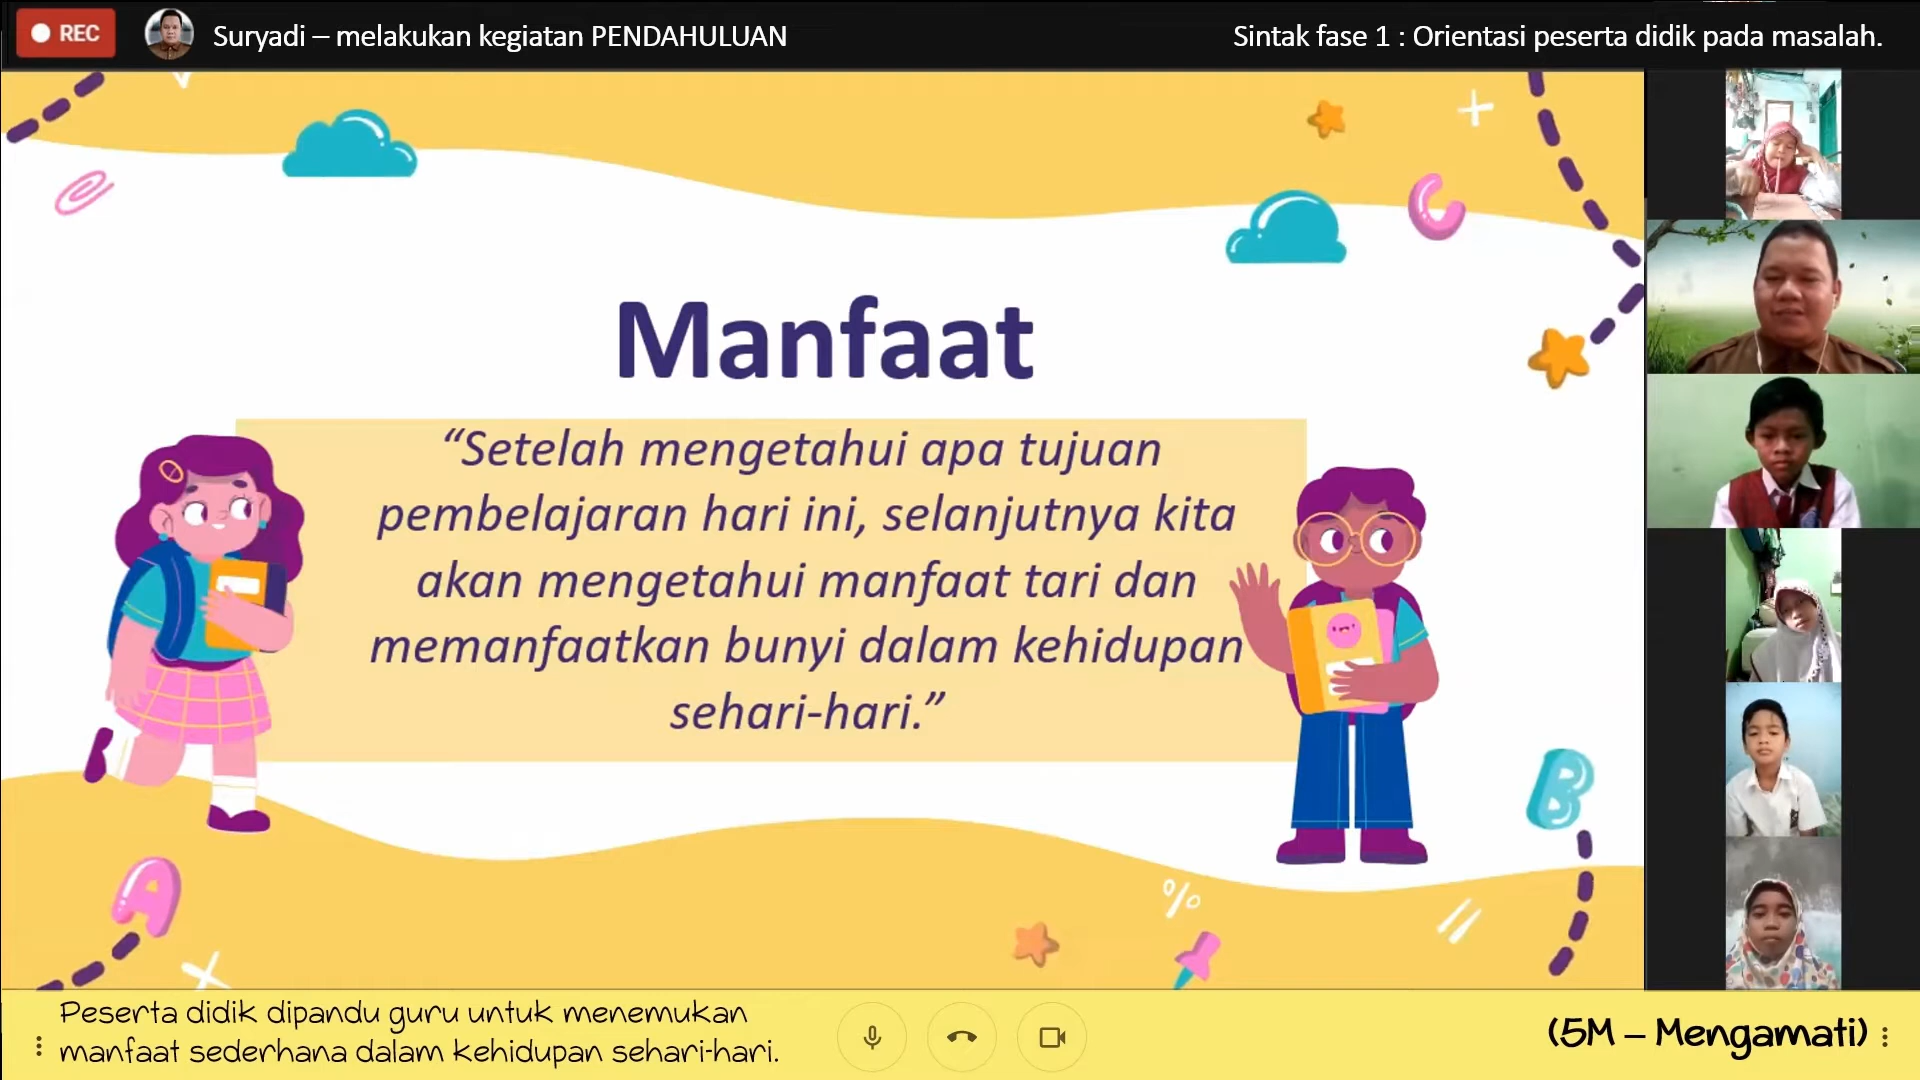 REC
Suryadi – melakukan kegiatan PENDAHULUAN
Sintak fase 1 : Orientasi peserta didik pada masalah.
C
Manfaat
“Setelah mengetahui apa tujuan
pembelajaran hari ini, selanjutnya kita
akan mengetahui manfaat tari dan
memanfaatkan bunyi dalam kehidupan
sehari-hari.”
B
A
%
Peserta didik dipandu guru untuk menemukan
manfaat sederhana dalam kehidupan sehari-hari.
(5M – Mengamati)